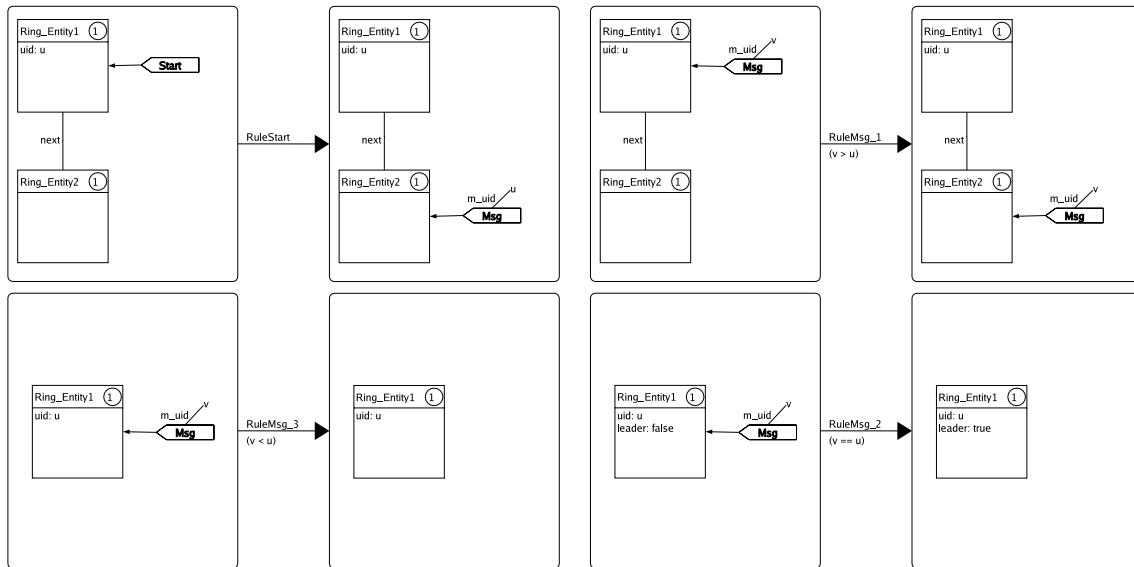 Ring_Entity1 1
uid: u
Start
next
Ring_Entity2 1
RuleStart
Ring_Entity1 1
uid: u
next
Ring_Entity2 1
m_uid u
Msg
Ring_Entity1 1
uid: u
m_uid v
Msg
next
Ring_Entity2 1
RuleMsg_1
(v > u)
Ring_Entity1 1
uid: u
next
Ring_Entity2 1
m_uid v
Msg
Ring_Entity1 1
uid: u
m_uid v
Msg
RuleMsg_3
(v < u)
Ring_Entity1 1
uid: u
Ring_Entity1 1
uid: u
leader: false
m_uid v
Msg
RuleMsg_2
(v == u)
Ring_Entity1 1
uid: u
leader: true